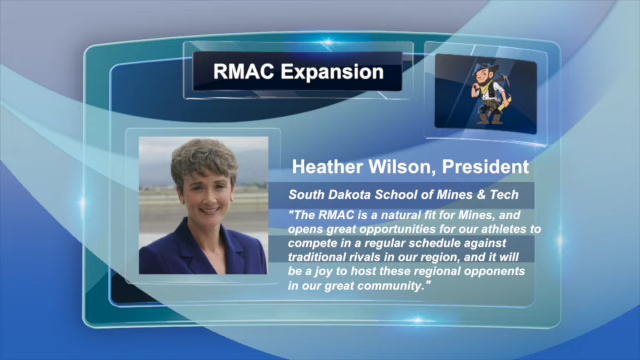 RMAC Expansion
Heather Wilson, President
South Dakota School of Mines & Tech
"The RMAC is a natural fit for Mines, and
opens great opportunities for our athletes to
compete in a regular schedule against
traditional rivals in our region, and it will
be a joy to host these regional opponents
in our great community."